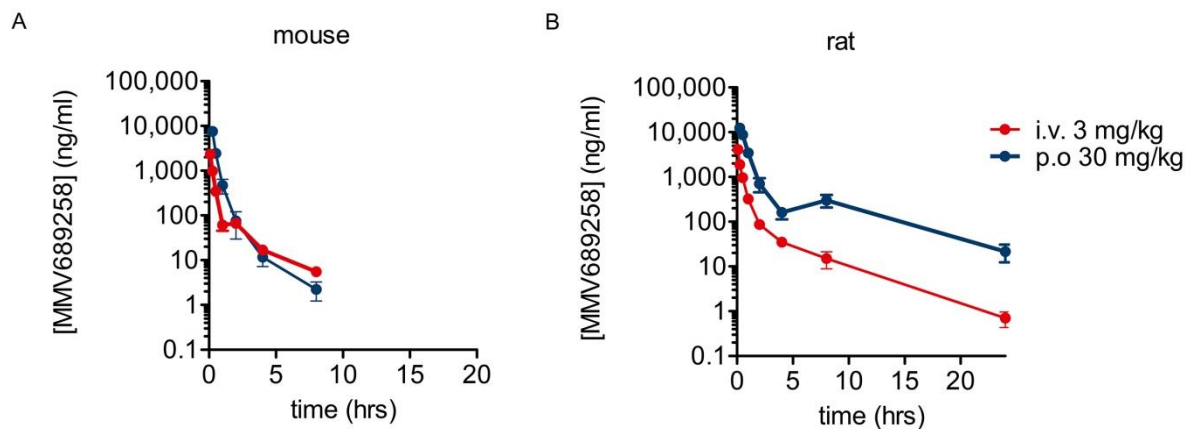 A
mouse
[MMV689258] (ng/ml)
100,000
10,000
1,000
100
10
1
0.1
0 5 10 15 20
time (hrs)
B
rat
[MMV689258] (ng/ml)
100,000
10,000
1,000
100
10
1
0.1
0 5 10 15 20
time (hrs)
i.v. 3 mg/kg
p.o 30 mg/kg